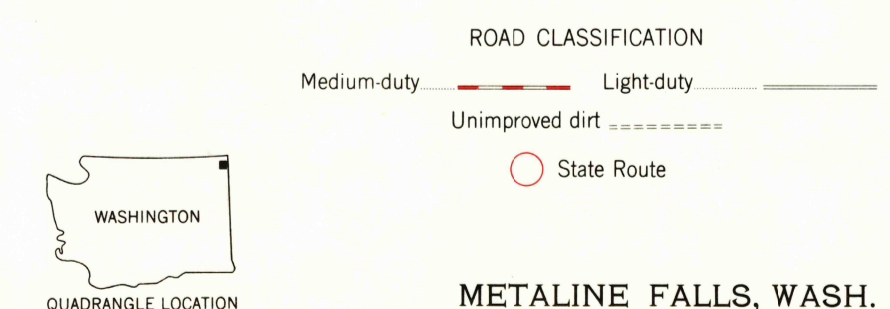 ROAD CLASSIFICATION
Medium-duty Light-duty
Unimproved dirt
State Route
WASHINGTON
QUADRANGLE LOCATION
METALINE FALLS, WASH.